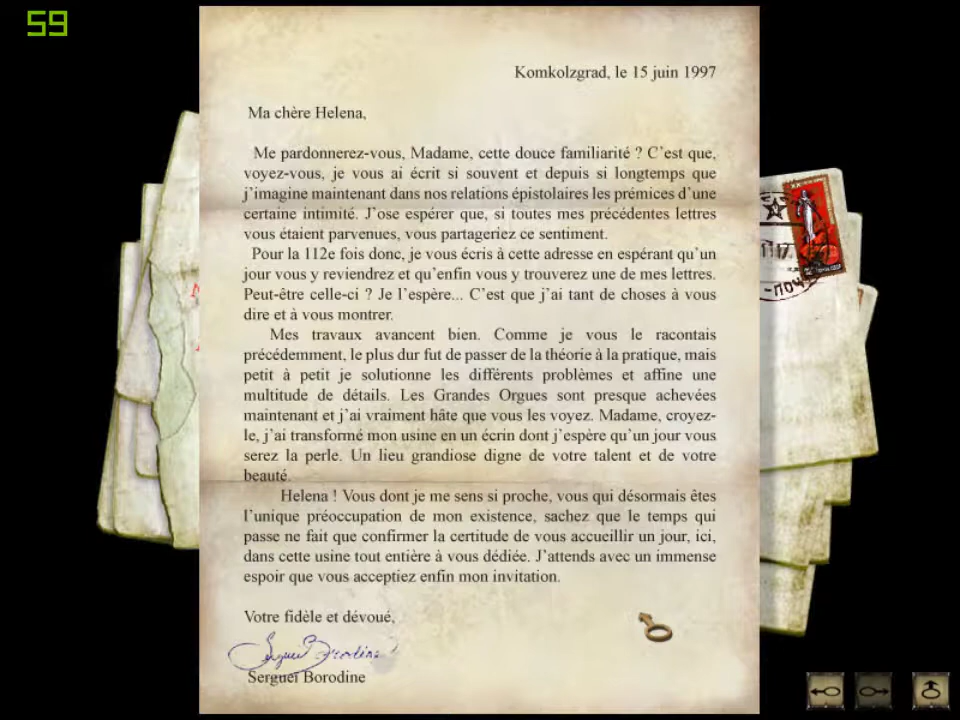 59
Komkolzgrad, le 15 juin 1997
Ma chère Helena,
Me pardonnerez-vous, Madame, cette douce familiarité ? C'est que,
voyez-vous, je vous ai écrit si souvent et depuis si longtemps que
j'imagine maintenant dans nos relations épistolaires les prémices d'une
certaine intimité. J'ose espérer que, si toutes mes précédentes lettres
vous étaient parvenues, vous partageriez ce sentiment.
Pour la 112e fois donc, je vous écris à cette adresse en espérant qu'un
jour vous y reviendrez et qu'enfin vous y trouverez une de mes lettres.
Peut-être celle-ci ? Je l'espère... C'est que j'ai tant de choses à vous
dire et à vous montrer.
Mes travaux avancent bien. Comme je vous le racontais
précédemment, le plus dur fut de passer de la théorie à la pratique, mais
petit à petit je solutionne les différents problèmes et affine une
multitude de détails. Les Grandes Orgues sont presque achevées
maintenant et j'ai vraiment hâte que vous les voyez. Madame, croyez-
le, j'ai transformé mon usine en un écrin dont j'espère qu'un jour vous
serez la perle. Un lieu grandiose digne de votre talent et de votre
beauté.
Helena ! Vous dont je me sens si proche, vous qui désormais êtes
l'unique préoccupation de mon existence, sachez que le temps qui
passe ne fait que confirmer la certitude de vous accueillir un jour, ici,
dans cette usine tout entière à vous dédiée. J'attends avec un immense
espoir que vous acceptiez enfin mon invitation.
Votre fidèle et dévoué,
Serguei Borodine
Serguei Borodine